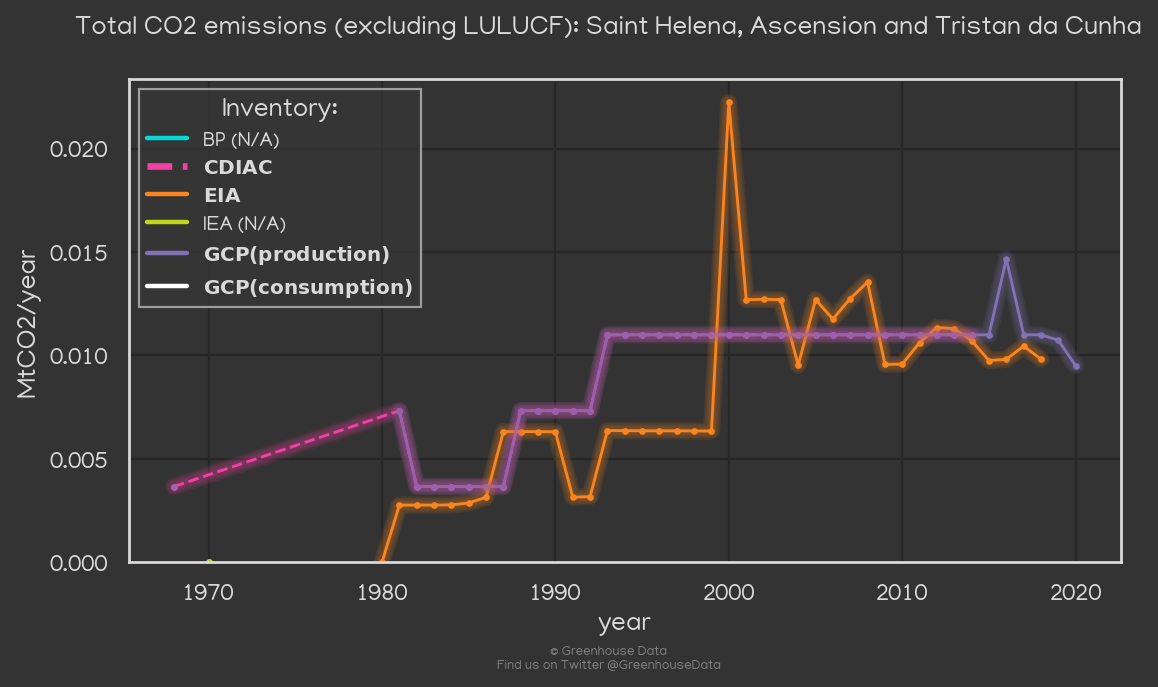 Total CO2 emissions (excluding LULUCF): Saint Helena, Ascension and Tristan da Cunha
Inventory:
BP (N/A)
CDIAC
EIA
IEA (N/A)
GCP(production)
GCP(consumption)
MtCO2/year
0.020
0.015
0.010
0.005
0.000
1970 1980 1990 2000 2010 2020
year
© Greenhouse Data
Find us on Twitter @GreenhouseData